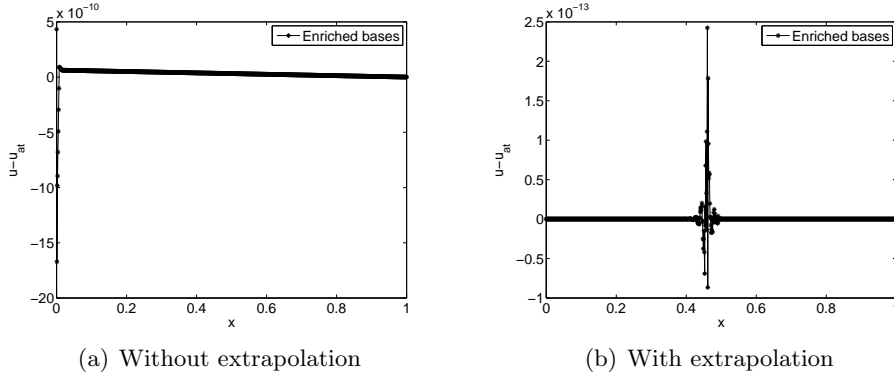 x 10⁻¹⁰
5
0
−5
−10
−15
−20
u−u_at
0
0.2
0.4
0.6
0.8
1
x
Enriched bases
(a) Without extrapolation
x 10⁻¹³
2.5
2
1.5
1
0.5
0
−0.5
−1
u−u_at
0
0.2
0.4
0.6
0.8
1
x
Enriched bases
(b) With extrapolation